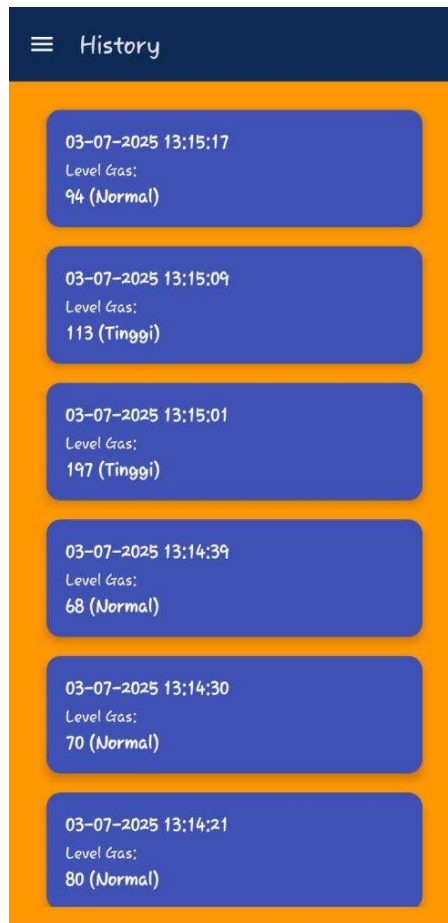 History
03-07-2025 13:15:17
Level Gas:
94 (Normal)
03-07-2025 13:15:09
Level Gas:
113 (Tinggi)
03-07-2025 13:15:01
Level Gas:
197 (Tinggi)
03-07-2025 13:14:39
Level Gas:
68 (Normal)
03-07-2025 13:14:30
Level Gas:
70 (Normal)
03-07-2025 13:14:21
Level Gas:
80 (Normal)